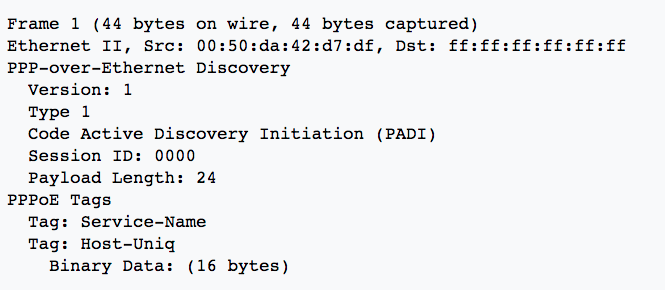 Frame 1 (44 bytes on wire, 44 bytes captured)
Ethernet II, Src: 00:50:da:42:d7:df, Dst: ff:ff:ff:ff:ff:ff
PPP-over-Ethernet Discovery
Version: 1
Type 1
Code Active Discovery Initiation (PADI)
Session ID: 0000
Payload Length: 24
PPPoE Tags
Tag: Service-Name
Tag: Host-Uniq
Binary Data: (16 bytes)